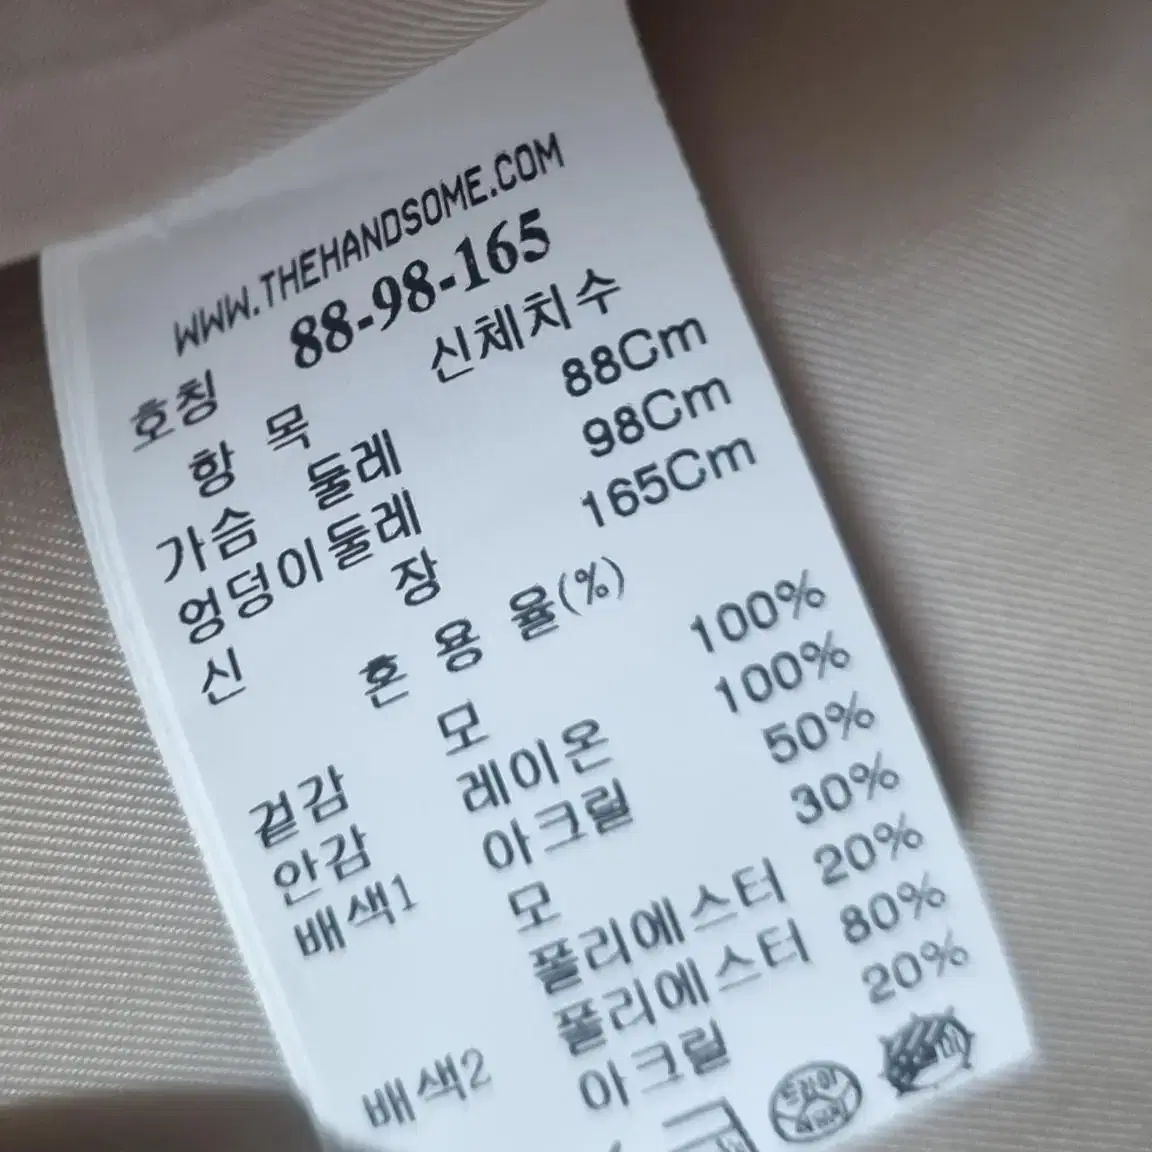 WWW.THEHANDSOME.COM
호칭 88-98-165
항 목 신체치수
가슴 둘레 88Cm
엉덩이둘레 98Cm
신 장 165Cm
혼 용 율(%)
겉감 모 100%
안감 레이온 100%
배색1 아크릴 50%
모 30%
폴리에스터 20%
배색2 폴리에스터 80%
아크릴 20%
드라이